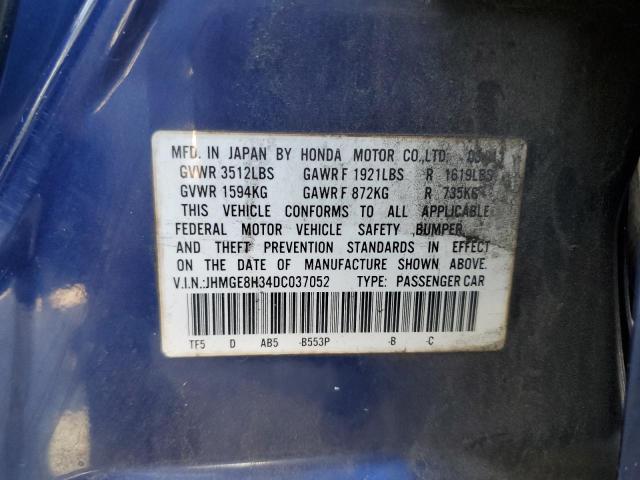 MFD. IN JAPAN BY HONDA MOTOR CO.,LTD.
GVWR 3512LBS GAWR F 1921LBS R 1619LBS
GVWR 1594KG GAWR F 872KG R 735KG
THIS VEHICLE CONFORMS TO ALL APPLICABLE
FEDERAL MOTOR VEHICLE SAFETY ,BUMPER,
AND THEFT PREVENTION STANDARDS IN EFFECT
ON THE DATE OF MANUFACTURE SHOWN ABOVE.
V.I.N.:JHMGE8H34DC037052 TYPE: PASSENGER CAR
TF5 D AB5 -B553P -B -C